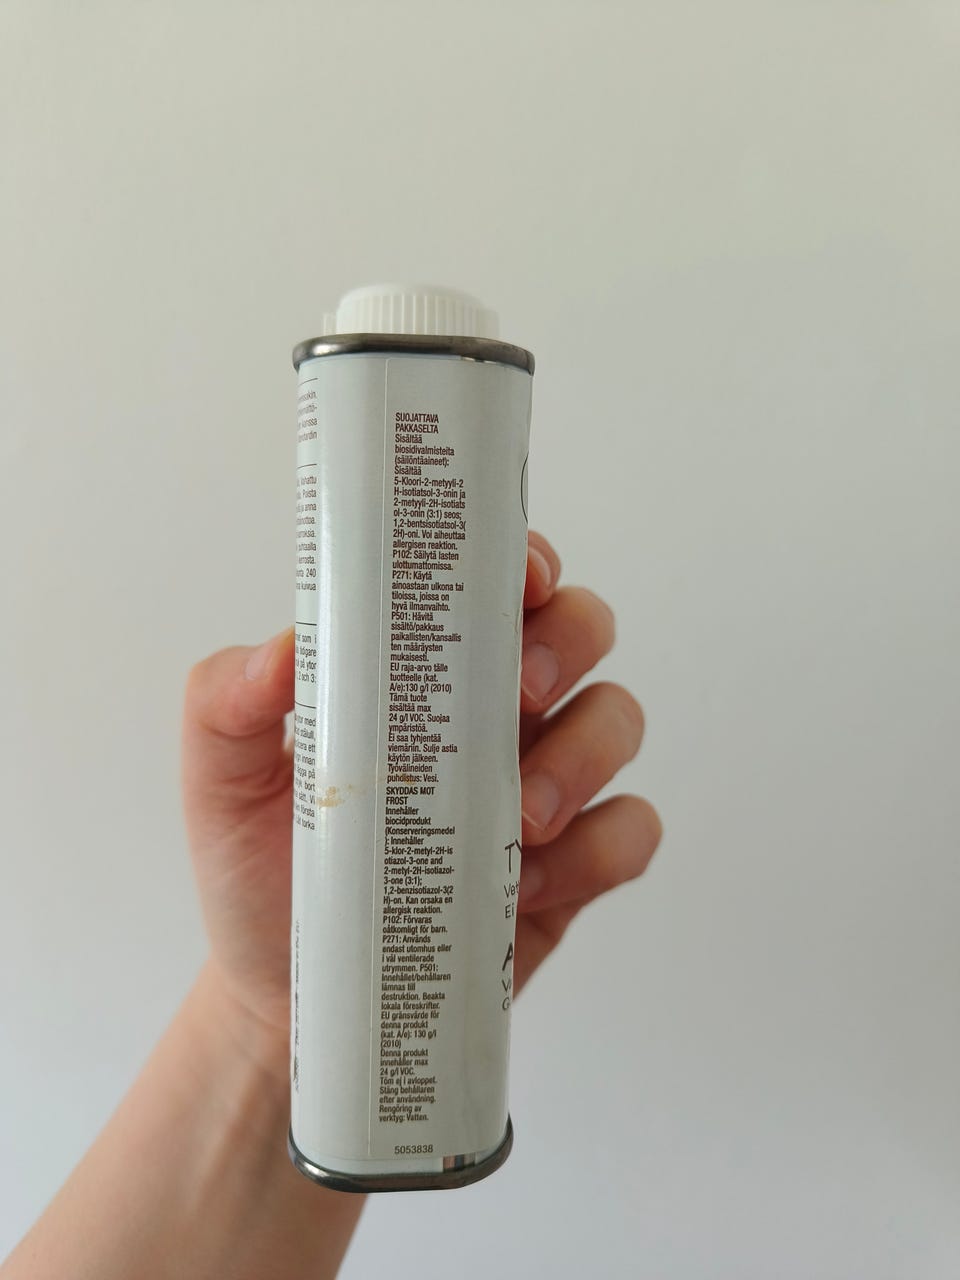 SUOJATTAVA
PAKKASELTA
Sisältää
biosidivalmisteita
(säilöntäaineet):
Sisältää
5-Kloori-2-metyyli-2
H-isotiatsol-3-onin ja
2-metyyli-2H-isotiats
ol-3-onin (3:1) seos;
1,2-bentsisotiatsol-3(
2H)-oni. Voi aiheuttaa
allergisen reaktion.
P102: Säilytä lasten
ulottumattomissa.
P271: Käytä
ainoastaan ulkona tai
tiloissa, joissa on
hyvä ilmanvaihto.
P501: Hävitä
sisältö/pakkaus
paikallisten/kansallis
ten määräysten
mukaisesti.
EU raja-arvo tälle
tuotteelle (kat.
A/e):130 g/l (2010)
Tämä tuote
sisältää max
24 g/l VOC. Suojaa
ympäristöä.
Ei saa tyhjentää
viemäriin. Sulje astia
käytön jälkeen.
Työvälineiden
puhdistus: Vesi.
SKYDDAS MOT
FROST
Innehåller
biocidprodukt
(Konserveringsmedel
): Innehåller
5-klor-2-metyl-2H-is
otiazol-3-one and
2-metyl-2H-isotiazol-
3-one (3:1);
1,2-benzisotiazol-3(2
H)-on. Kan orsaka en
allergisk reaktion.
P102: Förvaras
oåtkomligt för barn.
P271: Används
endast utomhus eller
i väl ventilerade
utrymmen. P501:
Innehållet/behållaren
lämnas till
destruktion. Beakta
lokala föreskrifter.
EU gränsvärde för
denna produkt
(kat. A/e): 130 g/l
(2010)
Denna produkt
innehåller max
24 g/l VOC.
Töm ej i avloppet.
Stäng behållaren
efter användning.
Rengöring av
verktyg: Vatten.
5053838